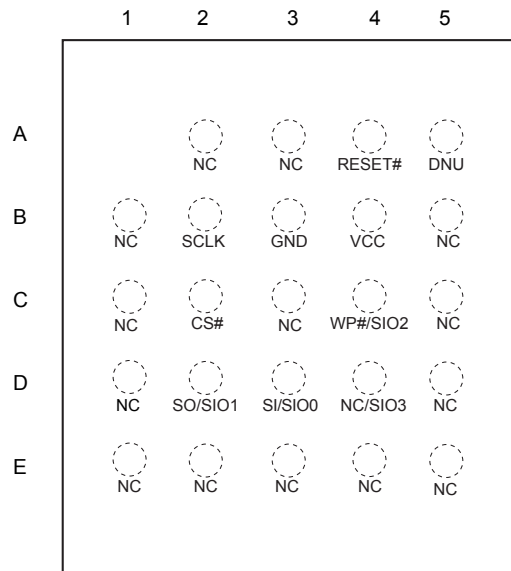 1 2 3 4 5
A
NC NC RESET# DNU
B
NC SCLK GND VCC NC
C
NC CS# NC WP#/SIO2 NC
D
NC SO/SIO1 SI/SIO0 NC/SIO3 NC
E
NC NC NC NC NC